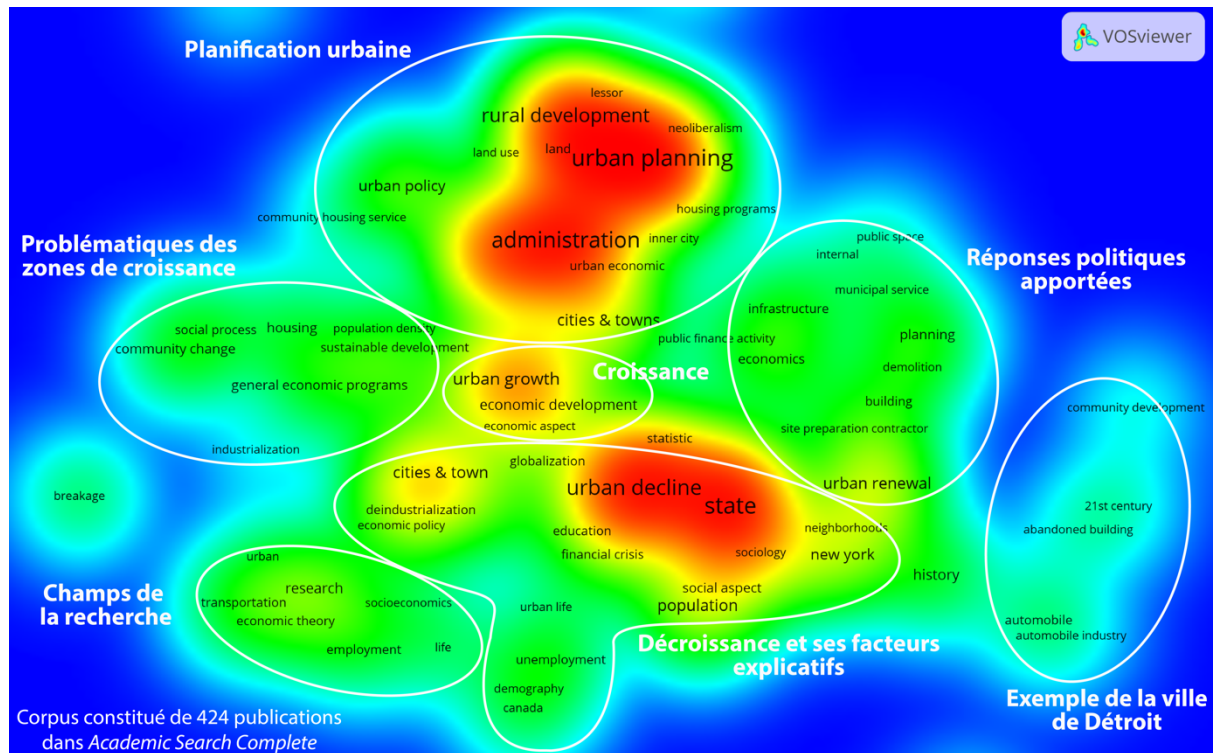 Planification urbaine
VOSviewer
lessor
rural development
neoliberalism
land use
land
urban planning
urban policy
community housing service
housing programs
administration
inner city
urban economic
cities & towns
Problématiques des
zones de croissance
social process
housing
population density
community change
sustainable development
general economic programs
industrialization
Croissance
urban growth
economic development
economic aspect
Réponses politiques
apportées
public space
internal
municipal service
infrastructure
planning
public finance activity
economics
demolition
building
site preparation contractor
urban renewal
breakage
statistic
globalization
cities & town
urban decline
state
deindustrialization
economic policy
education
financial crisis
sociology
neighborhoods
new york
social aspect
population
history
urban life
unemployment
demography
canada
Décroissance et ses facteurs
explicatifs
Champs de
la recherche
urban
research
transportation
socioeconomics
economic theory
employment
life
community development
21st century
abandoned building
automobile
automobile industry
Exemple de la ville
de Détroit
Corpus constitué de 424 publications
dans Academic Search Complete